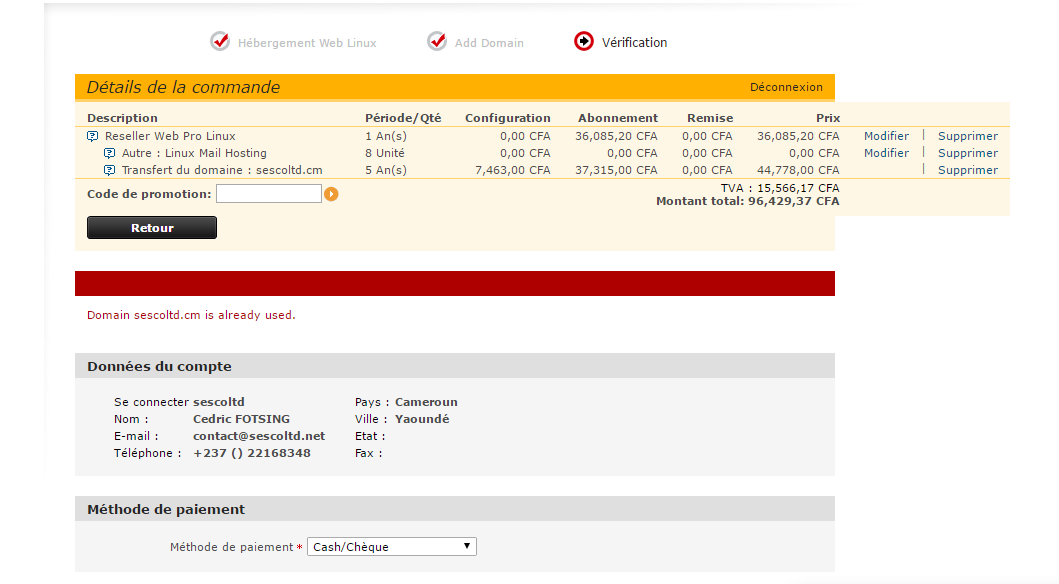 Hébergement Web Linux Add Domain Vérification
Détails de la commande Déconnexion
Description Période/Qté Configuration Abonnement Remise Prix
Reseller Web Pro Linux 1 An(s) 0,00 CFA 36,085,20 CFA 0,00 CFA 36,085,20 CFA Modifier | Supprimer
Autre : Linux Mail Hosting 8 Unité 0,00 CFA 0,00 CFA 0,00 CFA 0,00 CFA Modifier | Supprimer
Transfert du domaine : sescoltd.cm 5 An(s) 7,463,00 CFA 37,315,00 CFA 0,00 CFA 44,778,00 CFA | Supprimer
TVA : 15,566,17 CFA
Code de promotion:
Montant total: 96,429,37 CFA
Retour
Domain sescoltd.cm is already used.
Données du compte
Se connecter sescoltd Pays : Cameroun
Nom : Cedric FOTSING Ville : Yaoundé
E-mail : contact@sescoltd.net Etat :
Téléphone : +237 () 22168348 Fax :
Méthode de paiement
Méthode de paiement * Cash/Chèque